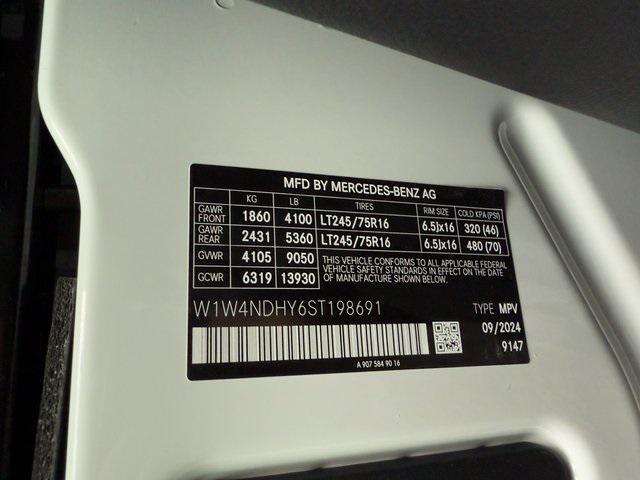 MFD BY MERCEDES-BENZ AG
KG LB TIRES RIM SIZE COLD KPA (PSI)
GAWR FRONT 1860 4100 LT245/75R16 6.5Jx16 320 (46)
GAWR REAR 2431 5360 LT245/75R16 6.5Jx16 480 (70)
GVWR 4105 9050
GCWR 6319 13930
THIS VEHICLE CONFORMS TO ALL APPLICABLE FEDERAL
VEHICLE SAFETY STANDARDS IN EFFECT ON THE DATE
OF MANUFACTURE SHOWN ABOVE.
W1W4NDHY6ST198691 TYPE MPV
09/2024
9147
A 907 584 90 16